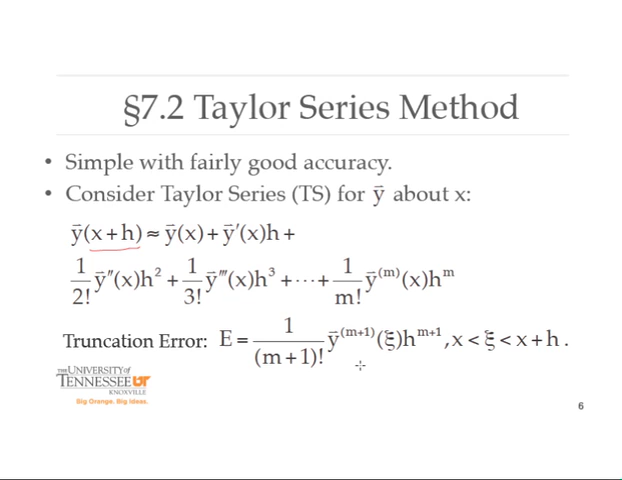 §7.2 Taylor Series Method
• Simple with fairly good accuracy.
• Consider Taylor Series (TS) for y⃗ about x:
y⃗(x+h) ≈ y⃗(x) + y⃗′(x)h +
1/2! y⃗″(x)h² + 1/3! y⃗‴(x)h³ + ⋯ + 1/m! y⃗⁽ᵐ⁾(x)hᵐ
Truncation Error: E = 1/(m+1)! y⃗⁽ᵐ⁺¹⁾(ξ)hᵐ⁺¹, x < ξ < x + h .
THE UNIVERSITY of
TENNESSEE UT
KNOXVILLE
Big Orange. Big Ideas.
6